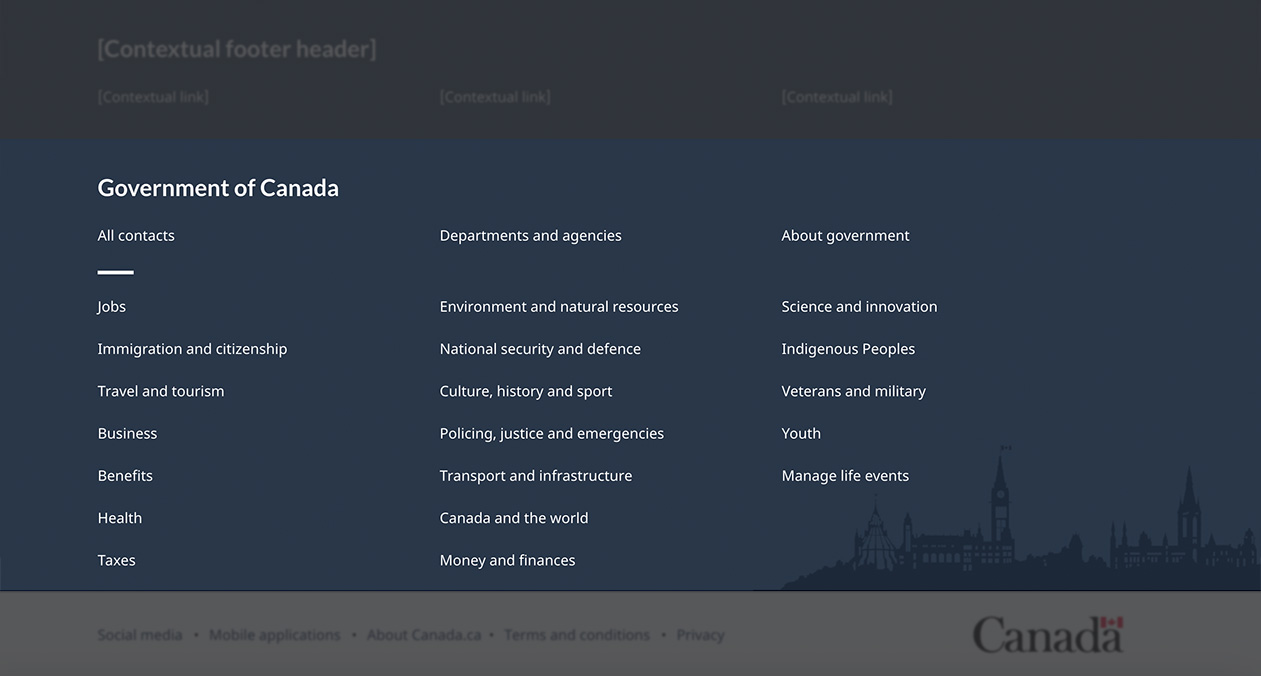 [Contextual footer header]
[Contextual link] [Contextual link] [Contextual link]
Government of Canada
All contacts Departments and agencies About government
Jobs Environment and natural resources Science and innovation
Immigration and citizenship National security and defence Indigenous Peoples
Travel and tourism Culture, history and sport Veterans and military
Business Policing, justice and emergencies Youth
Benefits Transport and infrastructure Manage life events
Health Canada and the world
Taxes Money and finances
Social media • Mobile applications • About Canada.ca • Terms and conditions • Privacy Canada